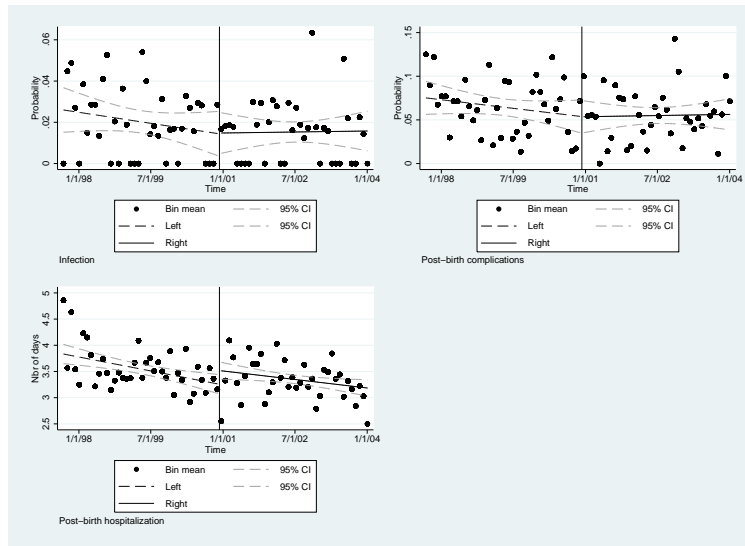 .06
.04
.02
0
Probability
1/1/98
7/1/99
1/1/01
7/1/02
1/1/04
Time
Bin mean
95% CI
Left
95% CI
Right
Infection
.15
.1
.05
0
Probability
1/1/98
7/1/99
1/1/01
7/1/02
1/1/04
Time
Bin mean
95% CI
Left
95% CI
Right
Post−birth complications
5
4.5
4
3.5
3
2.5
Nbr of days
1/1/98
7/1/99
1/1/01
7/1/02
1/1/04
Time
Bin mean
95% CI
Left
95% CI
Right
Post−birth hospitalization